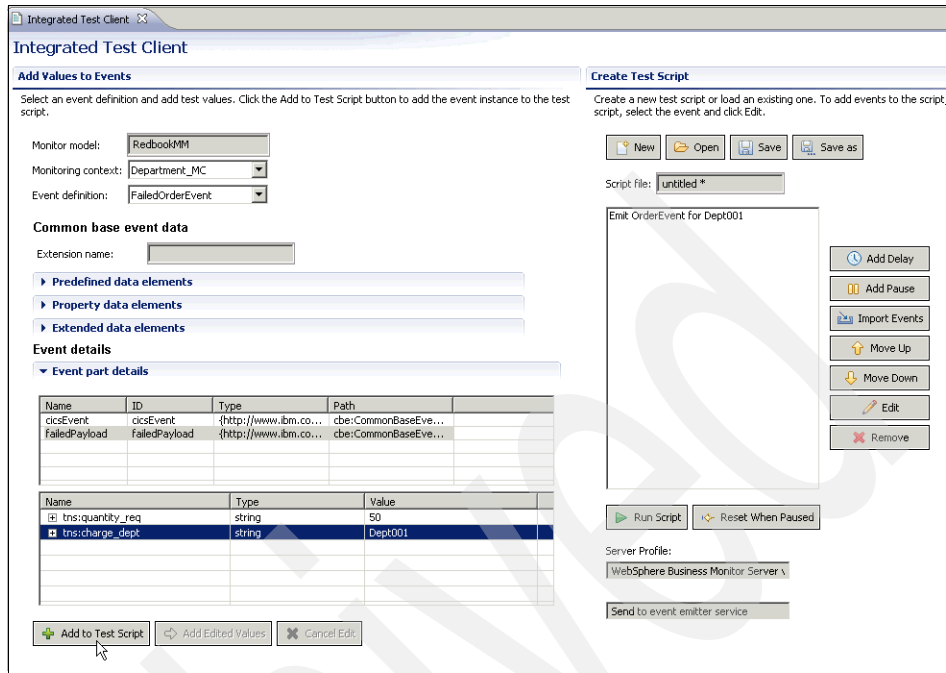 Integrated Test Client
Integrated Test Client
Add Values to Events
Select an event definition and add test values. Click the Add to Test Script button to add the event instance to the test
script.
Monitor model: RedbookMM
Monitoring context: Department_MC
Event definition: FailedOrderEvent
Common base event data
Extension name:
Predefined data elements
Property data elements
Extended data elements
Event details
Event part details
Name ID Type Path
cicsEvent cicsEvent {http://www.ibm.co... cbe:CommonBaseEve...
failedPayload failedPayload {http://www.ibm.co... cbe:CommonBaseEve...
Name Type Value
tns:quantity_req string 50
tns:charge_dept string Dept001
Add to Test Script Add Edited Values Cancel Edit
Create Test Script
Create a new test script or load an existing one. To add events to the script,
script, select the event and click Edit.
New Open Save Save as
Script file: untitled *
Emit OrderEvent for Dept001
Add Delay
Add Pause
Import Events
Move Up
Move Down
Edit
Remove
Run Script Reset When Paused
Server Profile:
WebSphere Business Monitor Server v
Send to event emitter service